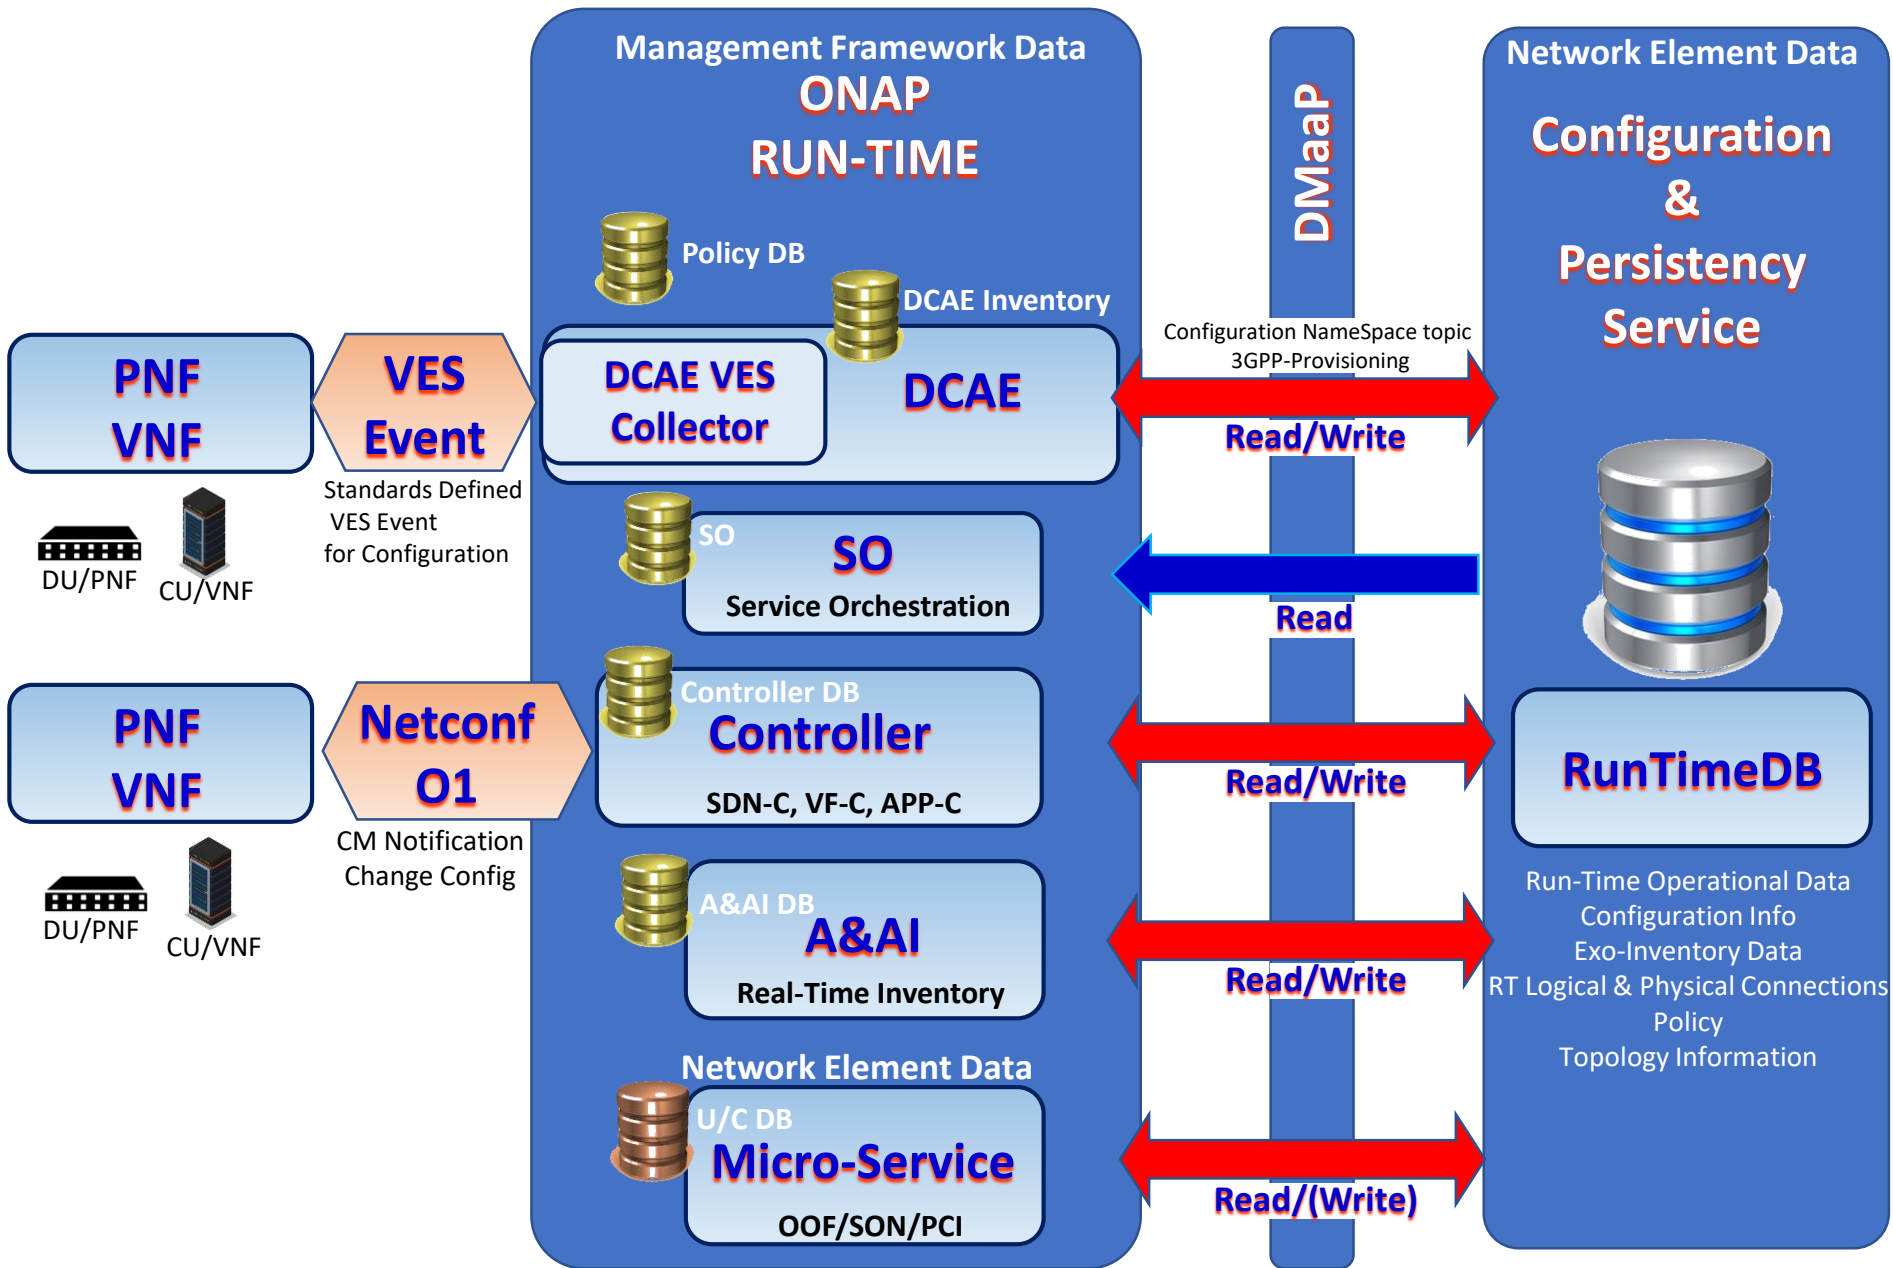 Management Framework Data
ONAP
RUN-TIME
Policy DB
DCAE Inventory
PNF
VNF
VES
Event
DCAE VES
Collector
DCAE
Standards Defined
VES Event
for Configuration
DU/PNF
CU/VNF
SO
SO
Service Orchestration
PNF
VNF
Netconf
O1
Controller DB
Controller
SDN-C, VF-C, APP-C
CM Notification
Change Config
DU/PNF
CU/VNF
A&AI DB
A&AI
Real-Time Inventory
Network Element Data
U/C DB
Micro-Service
OOF/SON/PCI
DMaaP
Configuration NameSpace topic
3GPP-Provisioning
Read/Write
Read
Read/Write
Read/Write
Read/(Write)
Network Element Data
Configuration
&
Persistency
Service
RunTimeDB
Run-Time Operational Data
Configuration Info
Exo-Inventory Data
RT Logical & Physical Connections
Policy
Topology Information